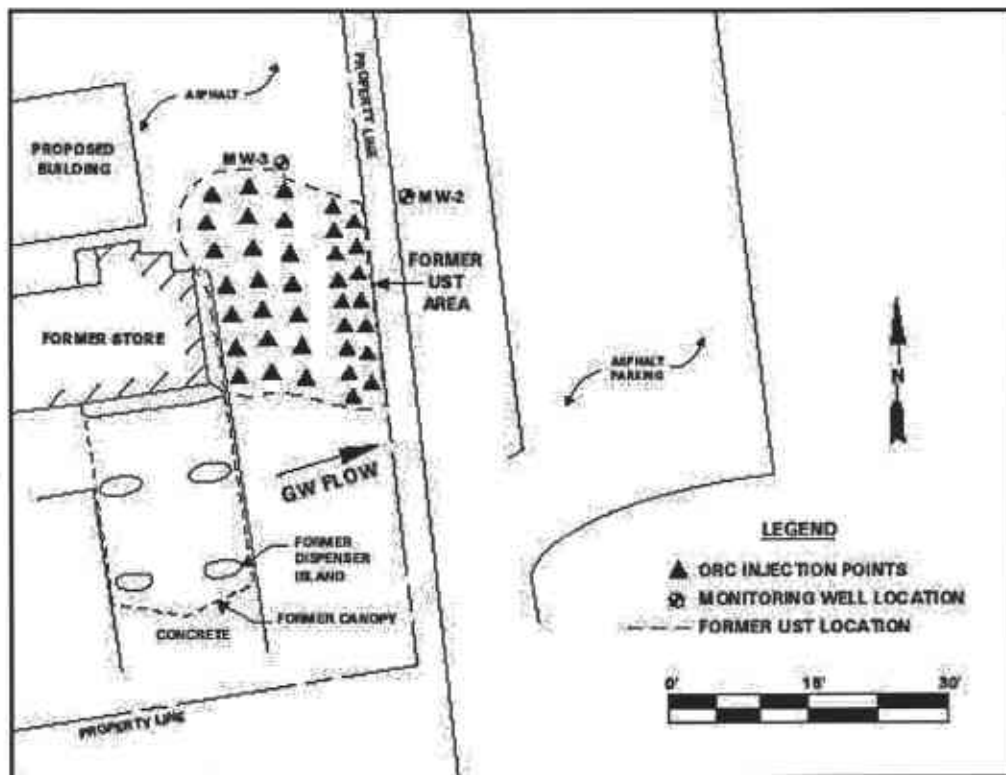 ASPHALT
PROPERTY LINE
PROPOSED
BUILDING
MW-3
MW-2
FORMER
UST
AREA
FORMER STORE
ASPHALT
PARKING
N
GW FLOW
FORMER
DISPENSER
ISLAND
FORMER CANOPY
CONCRETE
PROPERTY LINE
LEGEND
ORC INJECTION POINTS
MONITORING WELL LOCATION
FORMER UST LOCATION
0' 15' 30'